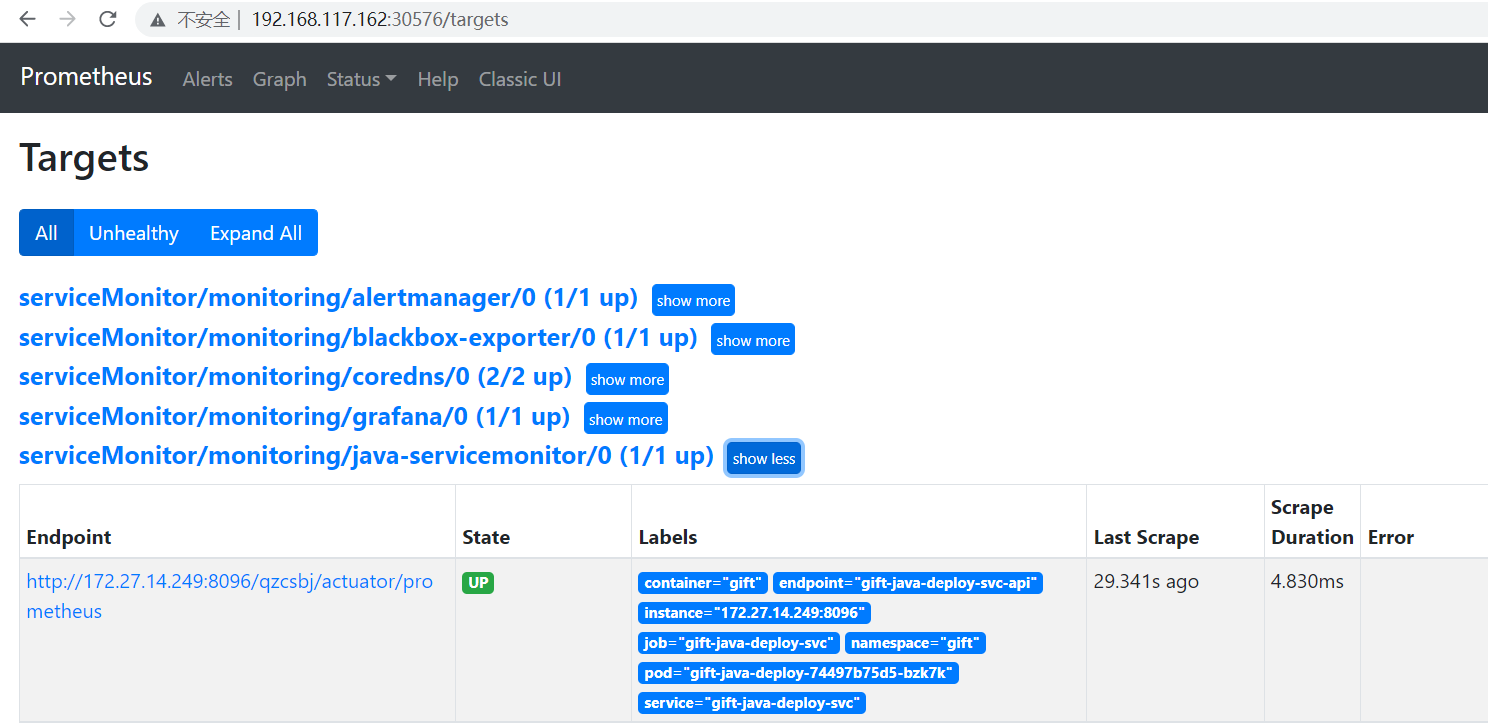 不安全 | 192.168.117.162:30576/targets
Prometheus Alerts Graph Status Help Classic UI
Targets
All Unhealthy Expand All
serviceMonitor/monitoring/alertmanager/0 (1/1 up) show more
serviceMonitor/monitoring/blackbox-exporter/0 (1/1 up) show more
serviceMonitor/monitoring/coredns/0 (2/2 up) show more
serviceMonitor/monitoring/grafana/0 (1/1 up) show more
serviceMonitor/monitoring/java-servicemonitor/0 (1/1 up) show less
Endpoint State Labels Last Scrape Scrape Duration Error
http://172.27.14.249:8096/qzcsbj/actuator/pro
metheus
UP
container="gift" endpoint="gift-java-deploy-svc-api"
instance="172.27.14.249:8096"
job="gift-java-deploy-svc" namespace="gift"
pod="gift-java-deploy-74497b75d5-bzk7k"
service="gift-java-deploy-svc"
29.341s ago
4.830ms